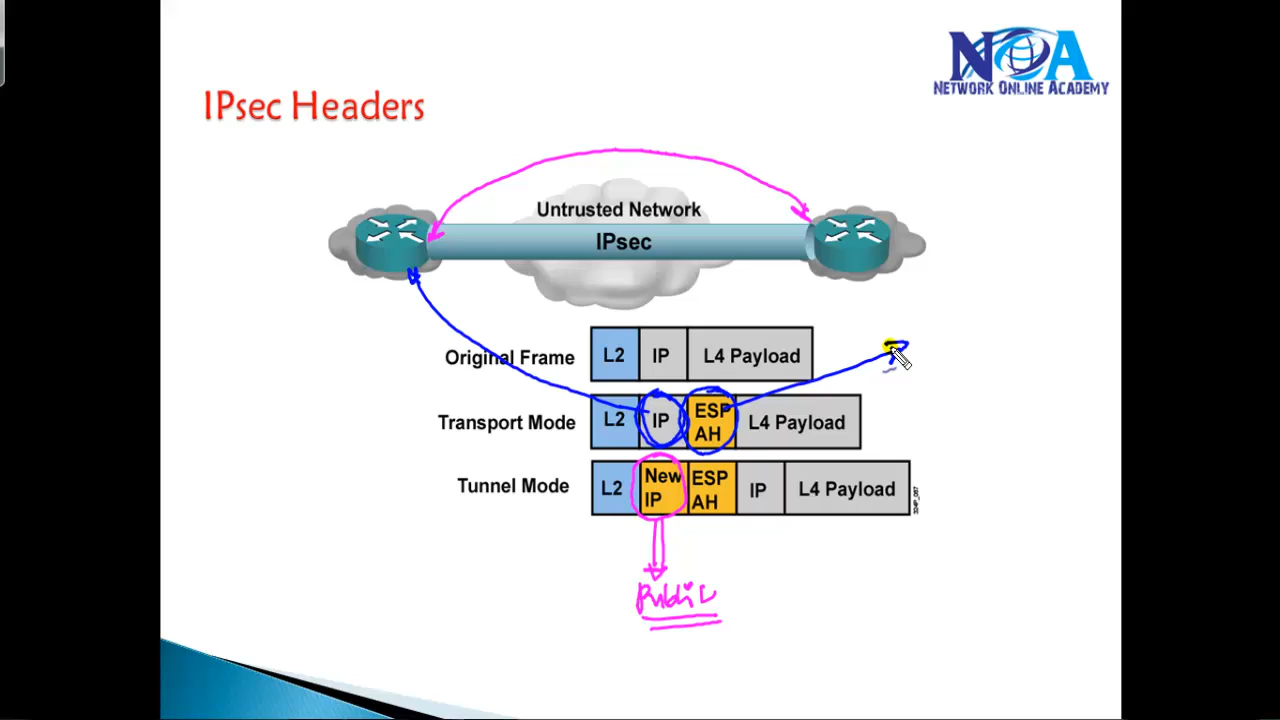 NOA
NETWORK ONLINE ACADEMY
IPsec Headers
Untrusted Network
IPsec
Original Frame L2 IP L4 Payload
Transport Mode L2 IP ESP AH L4 Payload
Tunnel Mode L2 New IP ESP AH IP L4 Payload
Public